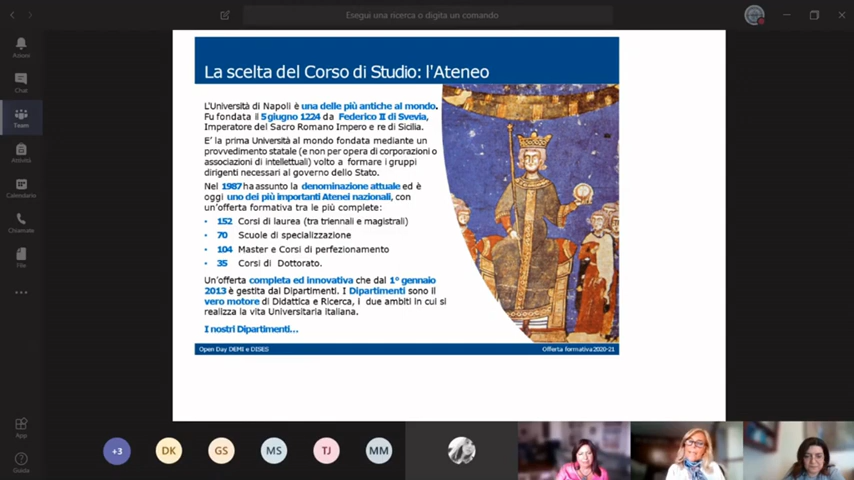 Esegui una ricerca o digita un comando
Azioni
Chat
Team
Attività
Calendario
Chiamate
File
App
Guida
La scelta del Corso di Studio: l'Ateneo
L'Università di Napoli è una delle più antiche al mondo.
Fu fondata il 5 giugno 1224 da Federico II di Svevia,
Imperatore del Sacro Romano Impero e re di Sicilia.
E' la prima Università al mondo fondata mediante un
provvedimento statale (e non per opera di corporazioni o
associazioni di intellettuali) volto a formare i gruppi
dirigenti necessari al governo dello Stato.
Nel 1987 ha assunto la denominazione attuale ed è
oggi uno dei più importanti Atenei nazionali, con
un'offerta formativa tra le più complete:
• 152 Corsi di laurea (tra triennali e magistrali)
• 70 Scuole di specializzazione
• 104 Master e Corsi di perfezionamento
• 35 Corsi di Dottorato.
Un'offerta completa ed innovativa che dal 1° gennaio
2013 è gestita dai Dipartimenti. I Dipartimenti sono il
vero motore di Didattica e Ricerca, i due ambiti in cui si
realizza la vita Universitaria italiana.
I nostri Dipartimenti...
Open Day DEMI e DISES
Offerta formativa 2020-21
+3
DK
GS
MS
TJ
MM